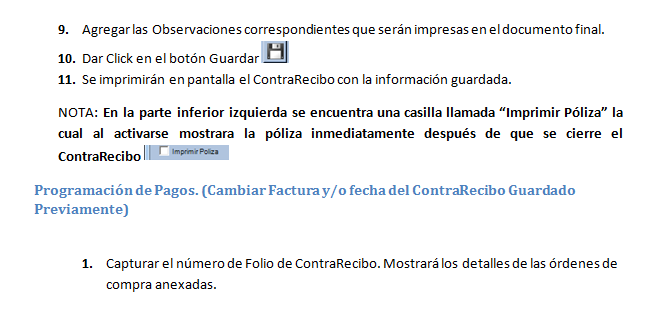 9. Agregar las Observaciones correspondientes que serán impresas en el documento final.
10. Dar Click en el botón Guardar
11. Se imprimirán en pantalla el ContraRecibo con la información guardada.
NOTA: En la parte inferior izquierda se encuentra una casilla llamada “Imprimir Póliza” la
cual al activarse mostrara la póliza inmediatamente después de que se cierre el
ContraRecibo Imprimir Poliza
Programación de Pagos. (Cambiar Factura y/o fecha del ContraRecibo Guardado
Previamente)
1. Capturar el número de Folio de ContraRecibo. Mostrará los detalles de las órdenes de
compra anexadas.